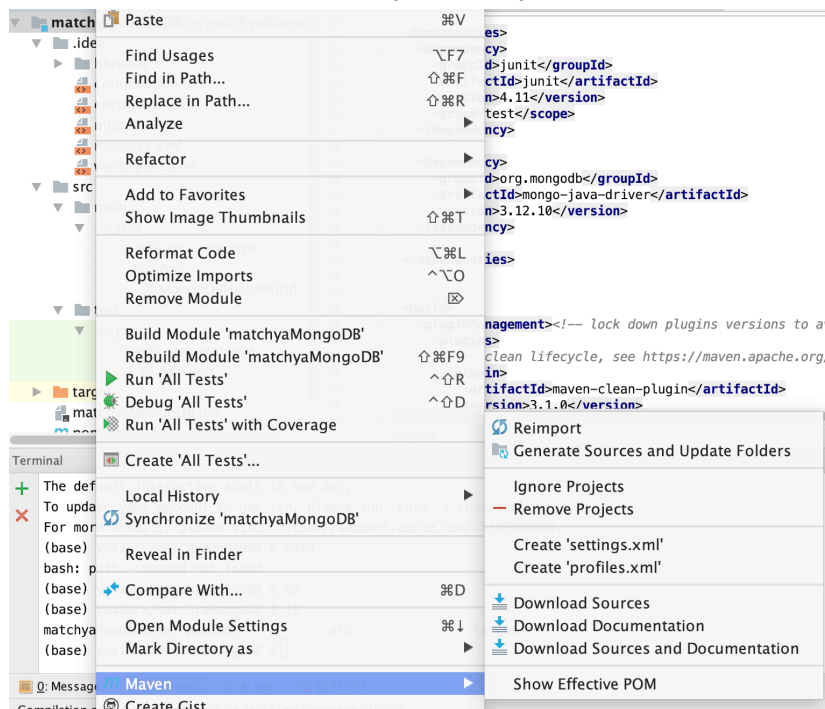 match
Paste ⌘V
.idea
Find Usages ⌥F7
Find in Path... ⇧⌘F
Replace in Path... ⇧⌘R
Analyze
Refactor
src
Add to Favorites
Show Image Thumbnails ⇧⌘T
Reformat Code ⌥⌘L
Optimize Imports ^⌥O
Remove Module ⌦
Build Module 'matchyaMongoDB'
Rebuild Module 'matchyaMongoDB' ⇧⌘F9
Run 'All Tests' ^⇧R
targ
Debug 'All Tests' ^⇧D
mat
Run 'All Tests' with Coverage
Create 'All Tests'...
Local History
Synchronize 'matchyaMongoDB'
Reveal in Finder
Compare With... ⌘D
Open Module Settings ⌘↓
Mark Directory as
Maven
Create Gist
es>
cy>
d>junit</groupId>
ctId>junit</artifactId>
n>4.11</version>
test</scope>
ncy>
cy>
d>org.mongodb</groupId>
ctId>mongo-java-driver</artifactId>
n>3.12.10</version>
ncy>
ies>
nagement><!-- lock down plugins versions to av
s>
clean lifecycle, see https://maven.apache.org/
in>
tifactId>maven-clean-plugin</artifactId>
rsion>3.1.0</version>
Reimport
Generate Sources and Update Folders
Ignore Projects
Remove Projects
Create 'settings.xml'
Create 'profiles.xml'
Download Sources
Download Documentation
Download Sources and Documentation
Show Effective POM
Terminal
The def
To upda
For mor
(base)
bash: p
(base)
(base)
matchya
(base)
0: Message